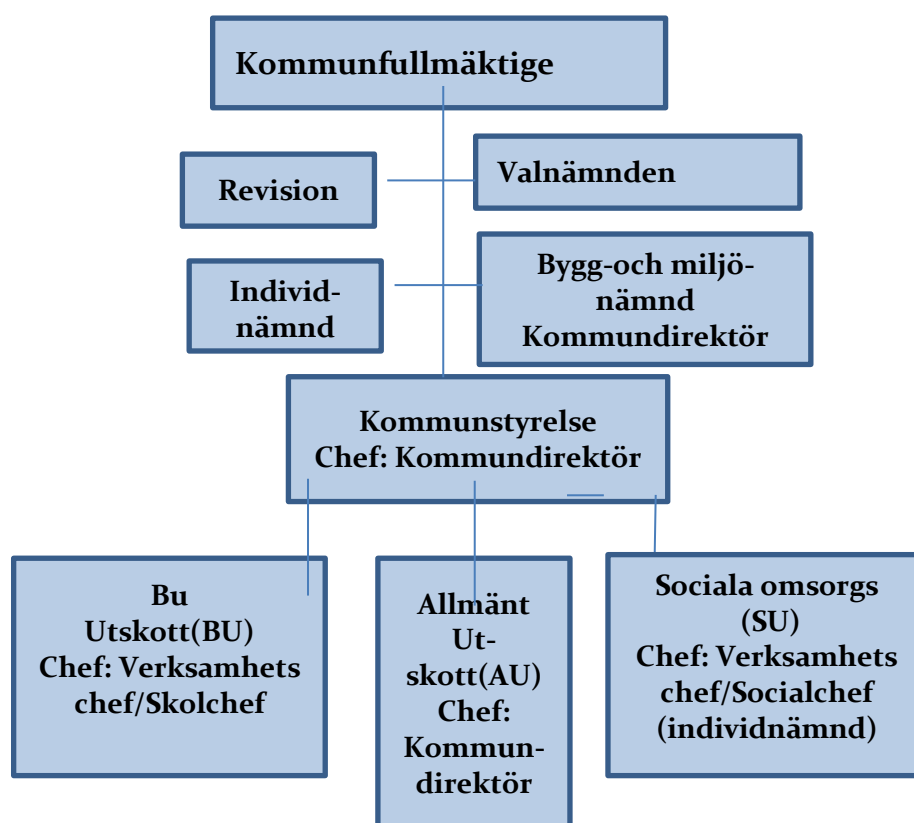 Kommunfullmäktige
Revision
Valnämnden
Individ-
nämnd
Bygg-och miljö-
nämnd
Kommundirektör
Kommunstyrelse
Chef: Kommundirektör
Bu
Utskott(BU)
Chef: Verksamhets
chef/Skolchef
Allmänt
Ut-
skott(AU)
Chef:
Kommun-
direktör
Sociala omsorgs
(SU)
Chef: Verksamhets
chef/Socialchef
(individnämnd)